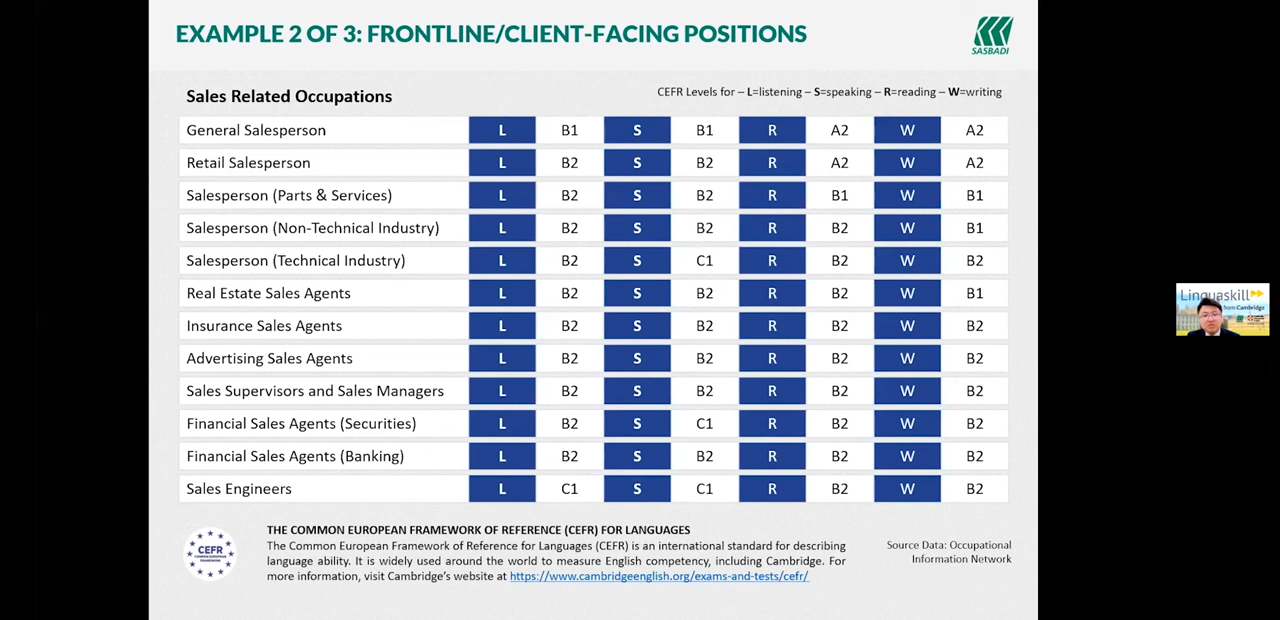 EXAMPLE 2 OF 3: FRONTLINE/CLIENT-FACING POSITIONS
SASBADI
Sales Related Occupations
CEFR Levels for – L=listening – S=speaking – R=reading – W=writing
General Salesperson L B1 S B1 R A2 W A2
Retail Salesperson L B2 S B2 R A2 W A2
Salesperson (Parts & Services) L B2 S B2 R B1 W B1
Salesperson (Non-Technical Industry) L B2 S B2 R B2 W B1
Salesperson (Technical Industry) L B2 S C1 R B2 W B2
Real Estate Sales Agents L B2 S B2 R B2 W B1
Insurance Sales Agents L B2 S B2 R B2 W B2
Advertising Sales Agents L B2 S B2 R B2 W B2
Sales Supervisors and Sales Managers L B2 S B2 R B2 W B2
Financial Sales Agents (Securities) L B2 S C1 R B2 W B2
Financial Sales Agents (Banking) L B2 S B2 R B2 W B2
Sales Engineers L C1 S C1 R B2 W B2
CEFR
COMMON EUROPEAN
FRAMEWORK
THE COMMON EUROPEAN FRAMEWORK OF REFERENCE (CEFR) FOR LANGUAGES
The Common European Framework of Reference for Languages (CEFR) is an international standard for describing
language ability. It is widely used around the world to measure English competency, including Cambridge. For
more information, visit Cambridge's website at https://www.cambridgeenglish.org/exams-and-tests/cefr/
Source Data: Occupational
Information Network
Linguaskill
from Cambridge